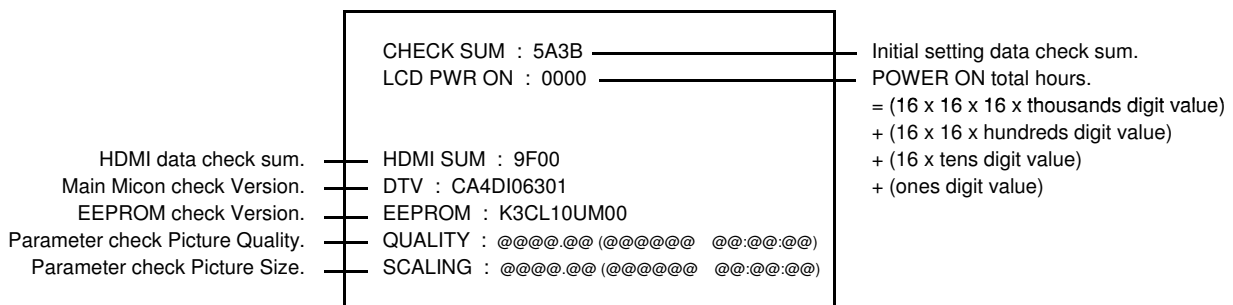 CHECK SUM : 5A3B
Initial setting data check sum.
LCD PWR ON : 0000
POWER ON total hours.
= (16 x 16 x 16 x thousands digit value)
+ (16 x 16 x hundreds digit value)
+ (16 x tens digit value)
+ (ones digit value)
HDMI data check sum.
HDMI SUM : 9F00
Main Micon check Version.
DTV : CA4DI06301
EEPROM check Version.
EEPROM : K3CL10UM00
Parameter check Picture Quality.
QUALITY : @@@@.@@ (@@@@@@ @@:@@:@@)
Parameter check Picture Size.
SCALING : @@@@.@@ (@@@@@@ @@:@@:@@)